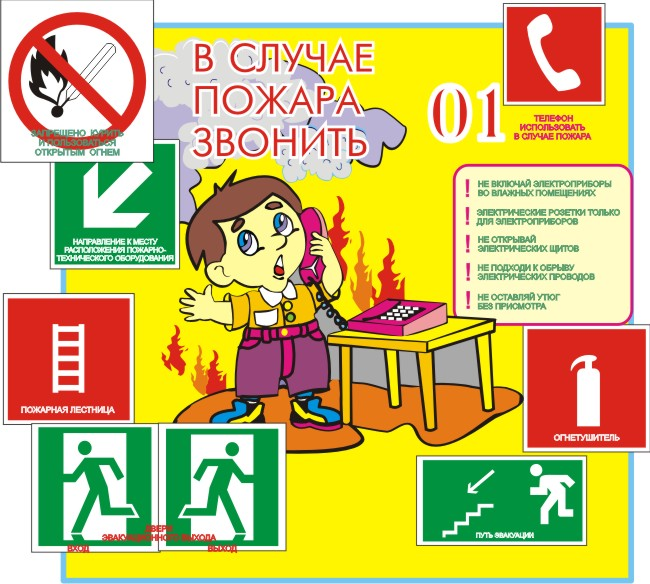 В СЛУЧАЕ
ПОЖАРА
ЗВОНИТЬ
01
ТЕЛЕФОН
ИСПОЛЬЗОВАТЬ
В СЛУЧАЕ ПОЖАРА
ЗАПРЕЩЕНО КУРИТЬ
И ПОЛЬЗОВАТЬСЯ
ОТКРЫТЫМ ОГНЕМ
НАПРАВЛЕНИЕ К МЕСТУ
РАСПОЛОЖЕНИЯ ПОЖАРНО-
ТЕХНИЧЕСКОГО ОБОРУДОВАНИЯ
! НЕ ВКЛЮЧАЙ ЭЛЕКТРОПРИБОРЫ
ВО ВЛАЖНЫХ ПОМЕЩЕНИЯХ
! ЭЛЕКТРИЧЕСКИЕ РОЗЕТКИ ТОЛЬКО
ДЛЯ ЭЛЕКТРОПРИБОРОВ
! НЕ ОТКРЫВАЙ
ЭЛЕКТРИЧЕСКИХ ЩИТОВ
! НЕ ПОДХОДИ К ОБРЫВУ
ЭЛЕКТРИЧЕСКИХ ПРОВОДОВ
! НЕ ОСТАВЛЯЙ УТЮГ
БЕЗ ПРИСМОТРА
ПОЖАРНАЯ ЛЕСТНИЦА
ОГНЕТУШИТЕЛЬ
ДВЕРЬ
ЭВАКУАЦИОННОГО ВЫХОДА
ВХОД
ВЫХОД
ПУТЬ ЭВАКУАЦИИ